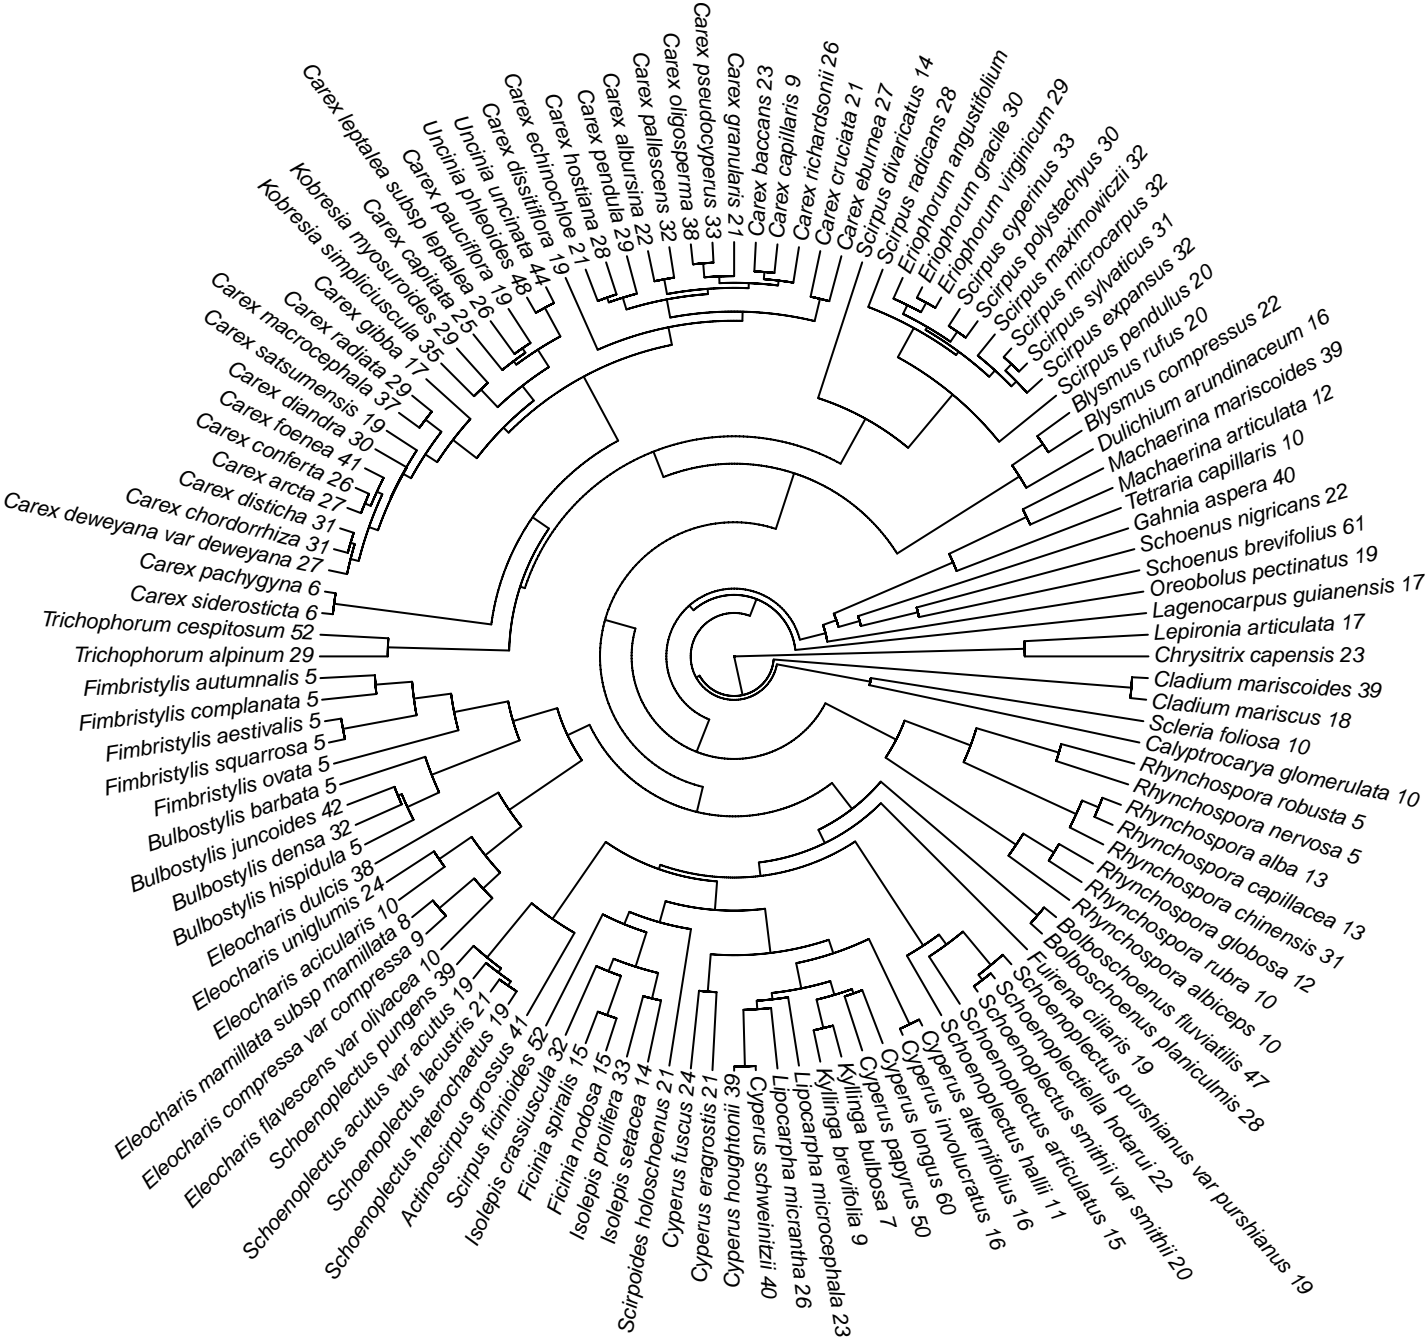 Carex pseudocyperus 33
Carex granularis 21
Carex baccans 23
Carex capillaris 9
Carex richardsonii 26
Carex cruciata 21
Carex eburnea 27
Scirpus divaricatus 14
Scirpus radicans 28
Eriophorum angustifolium
Eriophorum gracile 30
Eriophorum virginicum 29
Scirpus cyperinus 33
Scirpus polystachyus 30
Scirpus maximowiczii 32
Scirpus microcarpus 32
Scirpus sylvaticus 31
Scirpus expansus 32
Scirpus pendulus 20
Blysmus rufus 20
Blysmus compressus 22
Dulichium arundinaceum 16
Machaerina mariscoides 39
Machaerina articulata 12
Tetraria capillaris 10
Gahnia aspera 40
Schoenus nigricans 22
Schoenus brevifolius 61
Oreobolus pectinatus 19
Lagenocarpus guianensis 17
Lepironia articulata 17
Chrysitrix capensis 23
Cladium mariscoides 39
Cladium mariscus 18
Scleria foliosa 10
Calyptrocarya glomerulata 10
Rhynchospora robusta 5
Rhynchospora nervosa 5
Rhynchospora alba 13
Rhynchospora capillacea 13
Rhynchospora chinensis 31
Rhynchospora globosa 12
Rhynchospora rubra 10
Rhynchospora albiceps 10
Bolboschoenus fluviatilis 47
Bolboschoenus planiculmis 28
Fuirena ciliaris 19
Schoenoplectus purshianus var purshianus 19
Schoenoplectiella hotarui 22
Schoenoplectus smithii var smithii 20
Schoenoplectus articulatus 15
Schoenoplectus hallii 11
Cyperus alternifolius 16
Cyperus involucratus 16
Cyperus longus 60
Cyperus papyrus 50
Kyllinga bulbosa 7
Kyllinga brevifolia 9
Lipocarpha microcephala 23
Lipocarpha micrantha 26
Cyperus schweinitzii 40
Cyperus houghtonii 39
Cyperus eragrostis 21
Cyperus fuscus 24
Scirpoides holoschoenus 21
Isolepis setacea 14
Isolepis prolifera 33
Ficinia nodosa 15
Ficinia spiralis 15
Isolepis crassiuscula 32
Scirpus ficinioides 52
Actinoscirpus grossus 41
Schoenoplectus heterochaetus 19
Schoenoplectus lacustris 21
Schoenoplectus acutus var acutus 19
Schoenoplectus pungens 39
Eleocharis flavescens var olivacea 10
Eleocharis compressa var compressa 9
Eleocharis mamillata subsp mamillata 8
Eleocharis acicularis 10
Eleocharis uniglumis 24
Eleocharis dulcis 38
Bulbostylis hispidula 5
Bulbostylis densa 32
Bulbostylis juncoides 42
Bulbostylis barbata 5
Fimbristylis ovata 5
Fimbristylis squarrosa 5
Fimbristylis aestivalis 5
Fimbristylis complanata 5
Fimbristylis autumnalis 5
Trichophorum alpinum 29
Trichophorum cespitosum 52
Carex siderosticta 6
Carex pachygyna 6
Carex deweyana var deweyana 27
Carex chordorrhiza 31
Carex disticha 31
Carex arcta 27
Carex conferta 26
Carex foenea 41
Carex diandra 30
Carex satsumensis 19
Carex macrocephala 37
Carex radiata 29
Carex gibba 17
Kobresia simpliciuscula 35
Kobresia myosuroides 29
Carex capitata 25
Carex leptalea subsp leptalea 26
Carex pauciflora 19
Uncinia phleoides 48
Uncinia uncinata 44
Carex dissitiflora 19
Carex echinochloe 21
Carex hostiana 28
Carex pendula 29
Carex albursina 22
Carex pallescens 32
Carex oligosperma 38